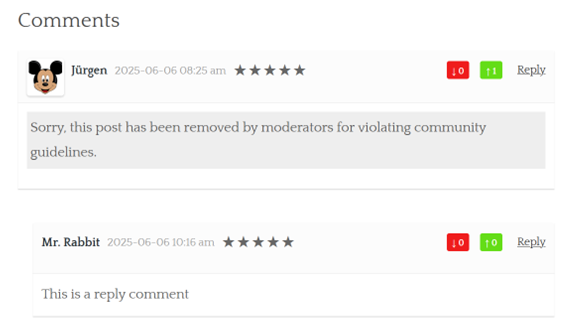 Comments
Jürgen 2025-06-06 08:25 am ★★★★★ ↓0 ↑1 Reply
Sorry, this post has been removed by moderators for violating community
guidelines.
Mr. Rabbit 2025-06-06 10:16 am ★★★★★ ↓0 ↑0 Reply
This is a reply comment